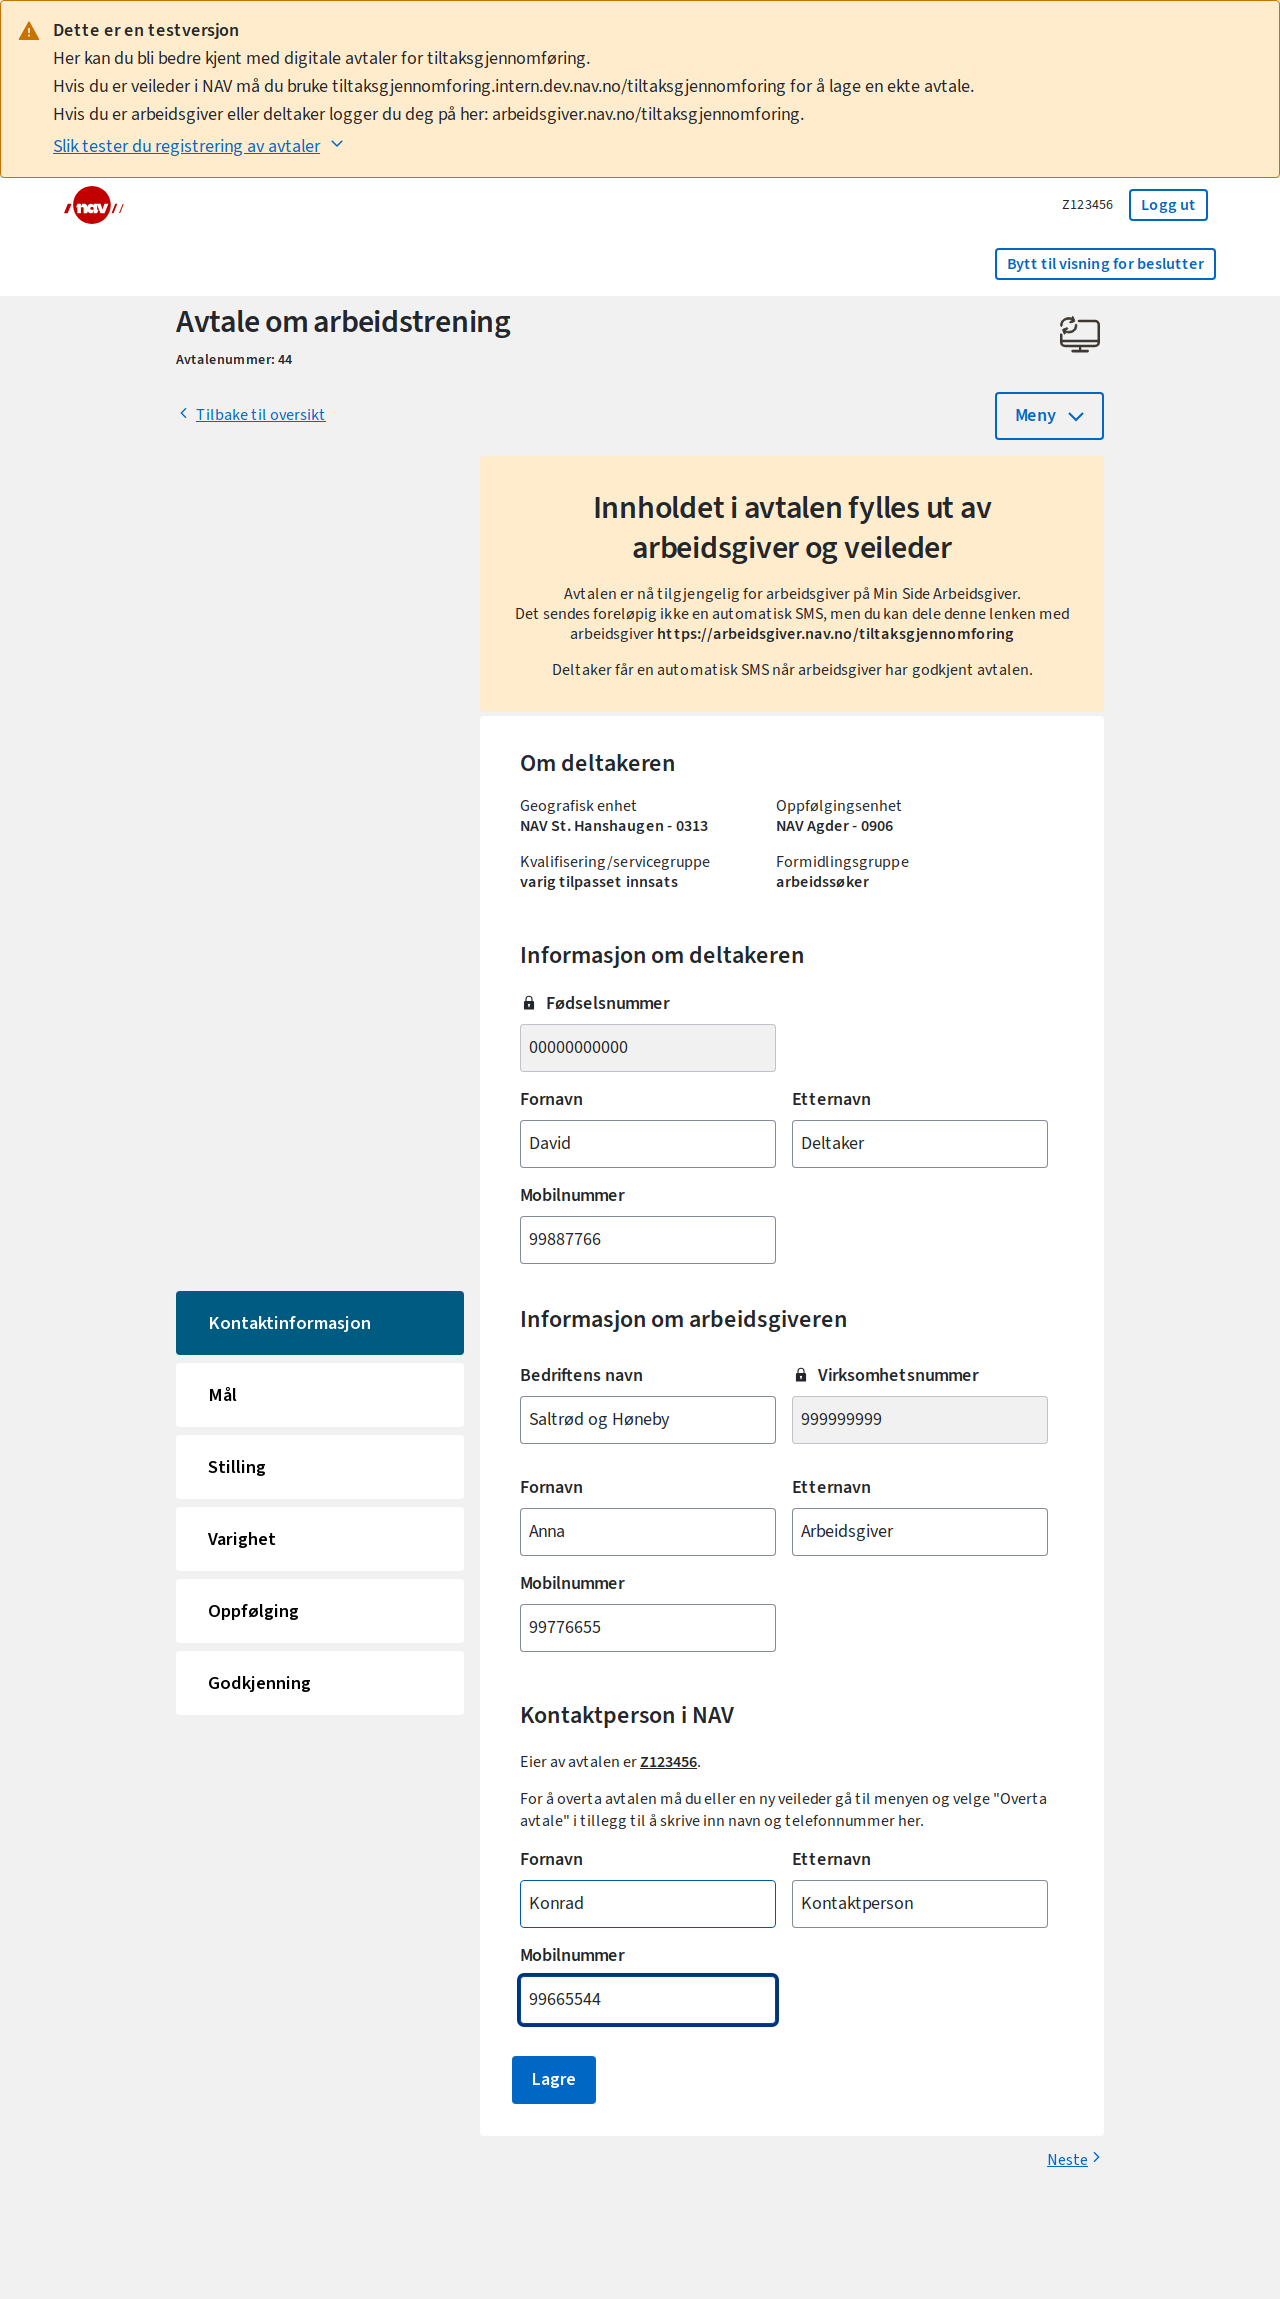 Dette er en testversjon
Her kan du bli bedre kjent med digitale avtaler for tiltaksgjennomføring.
Hvis du er veileder i NAV må du bruke tiltaksgjennomforing.intern.dev.nav.no/tiltaksgjennomforing for å lage en ekte avtale.
Hvis du er arbeidsgiver eller deltaker logger du deg på her: arbeidsgiver.nav.no/tiltaksgjennomforing.
Slik tester du registrering av avtaler
nav
Z123456
Logg ut
Bytt til visning for beslutter
Avtale om arbeidstrening
Avtalenummer: 44
Tilbake til oversikt
Meny
Innholdet i avtalen fylles ut av
arbeidsgiver og veileder
Avtalen er nå tilgjengelig for arbeidsgiver på Min Side Arbeidsgiver.
Det sendes foreløpig ikke en automatisk SMS, men du kan dele denne lenken med
arbeidsgiver https://arbeidsgiver.nav.no/tiltaksgjennomforing
Deltaker får en automatisk SMS når arbeidsgiver har godkjent avtalen.
Om deltakeren
Geografisk enhet
NAV St. Hanshaugen - 0313
Oppfølgingsenhet
NAV Agder - 0906
Kvalifisering/servicegruppe
varig tilpasset innsats
Formidlingsgruppe
arbeidssøker
Informasjon om deltakeren
Fødselsnummer
00000000000
Fornavn
David
Etternavn
Deltaker
Mobilnummer
99887766
Kontaktinformasjon
Mål
Stilling
Varighet
Oppfølging
Godkjenning
Informasjon om arbeidsgiveren
Bedriftens navn
Saltrød og Høneby
Virksomhetsnummer
999999999
Fornavn
Anna
Etternavn
Arbeidsgiver
Mobilnummer
99776655
Kontaktperson i NAV
Eier av avtalen er Z123456.
For å overta avtalen må du eller en ny veileder gå til menyen og velge "Overta
avtale" i tillegg til å skrive inn navn og telefonnummer her.
Fornavn
Konrad
Etternavn
Kontaktperson
Mobilnummer
99665544
Lagre
Neste